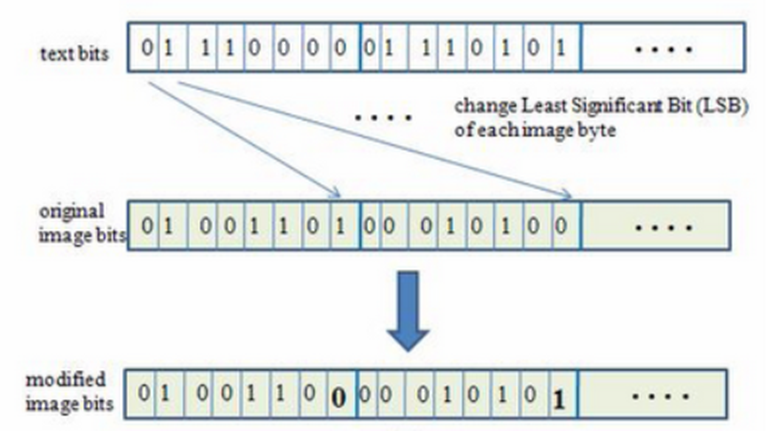 text bits 0 1 1 1 0 0 0 0 0 1 1 1 0 1 0 1 ....
.... change Least Significant Bit (LSB)
of each image byte
original
image bits 0 1 0 0 1 1 0 1 0 0 0 1 0 1 0 0 ....
modified
image bits 0 1 0 0 1 1 0 0 0 0 0 1 0 1 0 1 ....